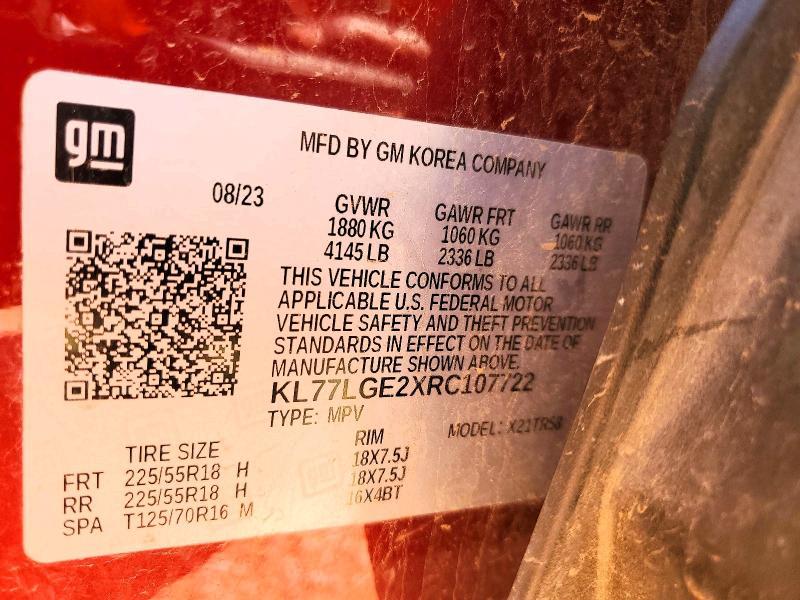 gm
MFD BY GM KOREA COMPANY
08/23
GVWR GAWR FRT GAWR RR
1880 KG 1060 KG 1060 KG
4145 LB 2336 LB 2336 LB
THIS VEHICLE CONFORMS TO ALL
APPLICABLE U.S. FEDERAL MOTOR
VEHICLE SAFETY AND THEFT PREVENTION
STANDARDS IN EFFECT ON THE DATE OF
MANUFACTURE SHOWN ABOVE.
KL77LGE2XRC107722
TYPE: MPV MODEL: X21TR58
TIRE SIZE RIM
FRT 225/55R18 H 18X7.5J
RR 225/55R18 H 18X7.5J
SPA T125/70R16 M 16X4BT